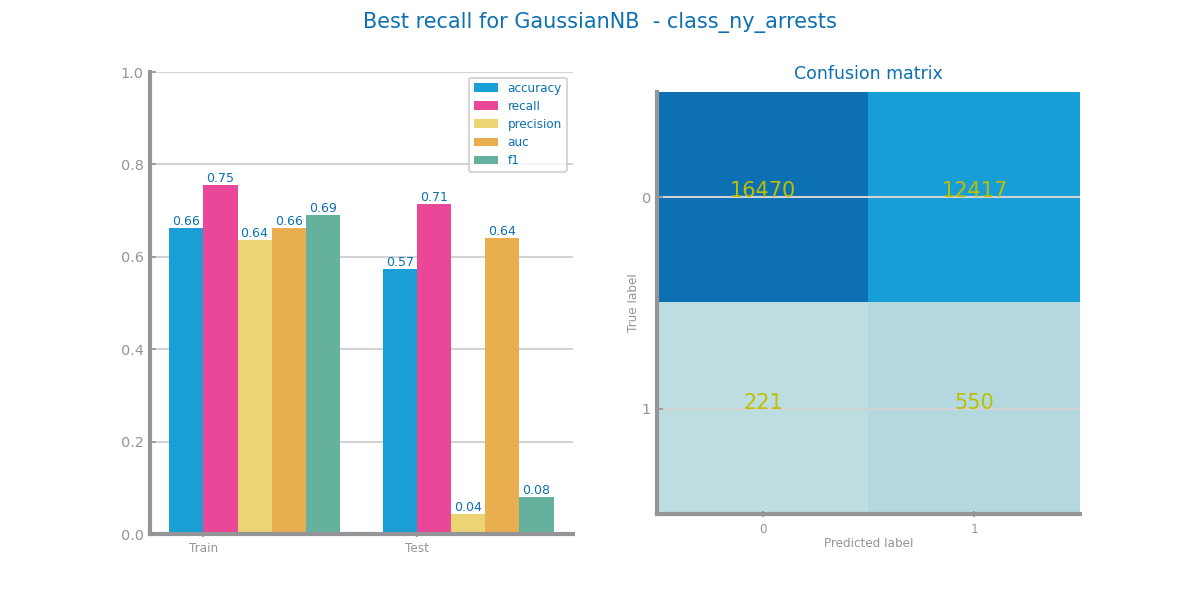 Best recall for GaussianNB - class_ny_arrests
1.0
0.8
0.6
0.4
0.2
0.0
accuracy
recall
precision
auc
f1
0.66
0.75
0.64
0.66
0.69
0.57
0.71
0.04
0.64
0.08
Train
Test
Confusion matrix
True label
0
1
16470
12417
221
550
0
1
Predicted label